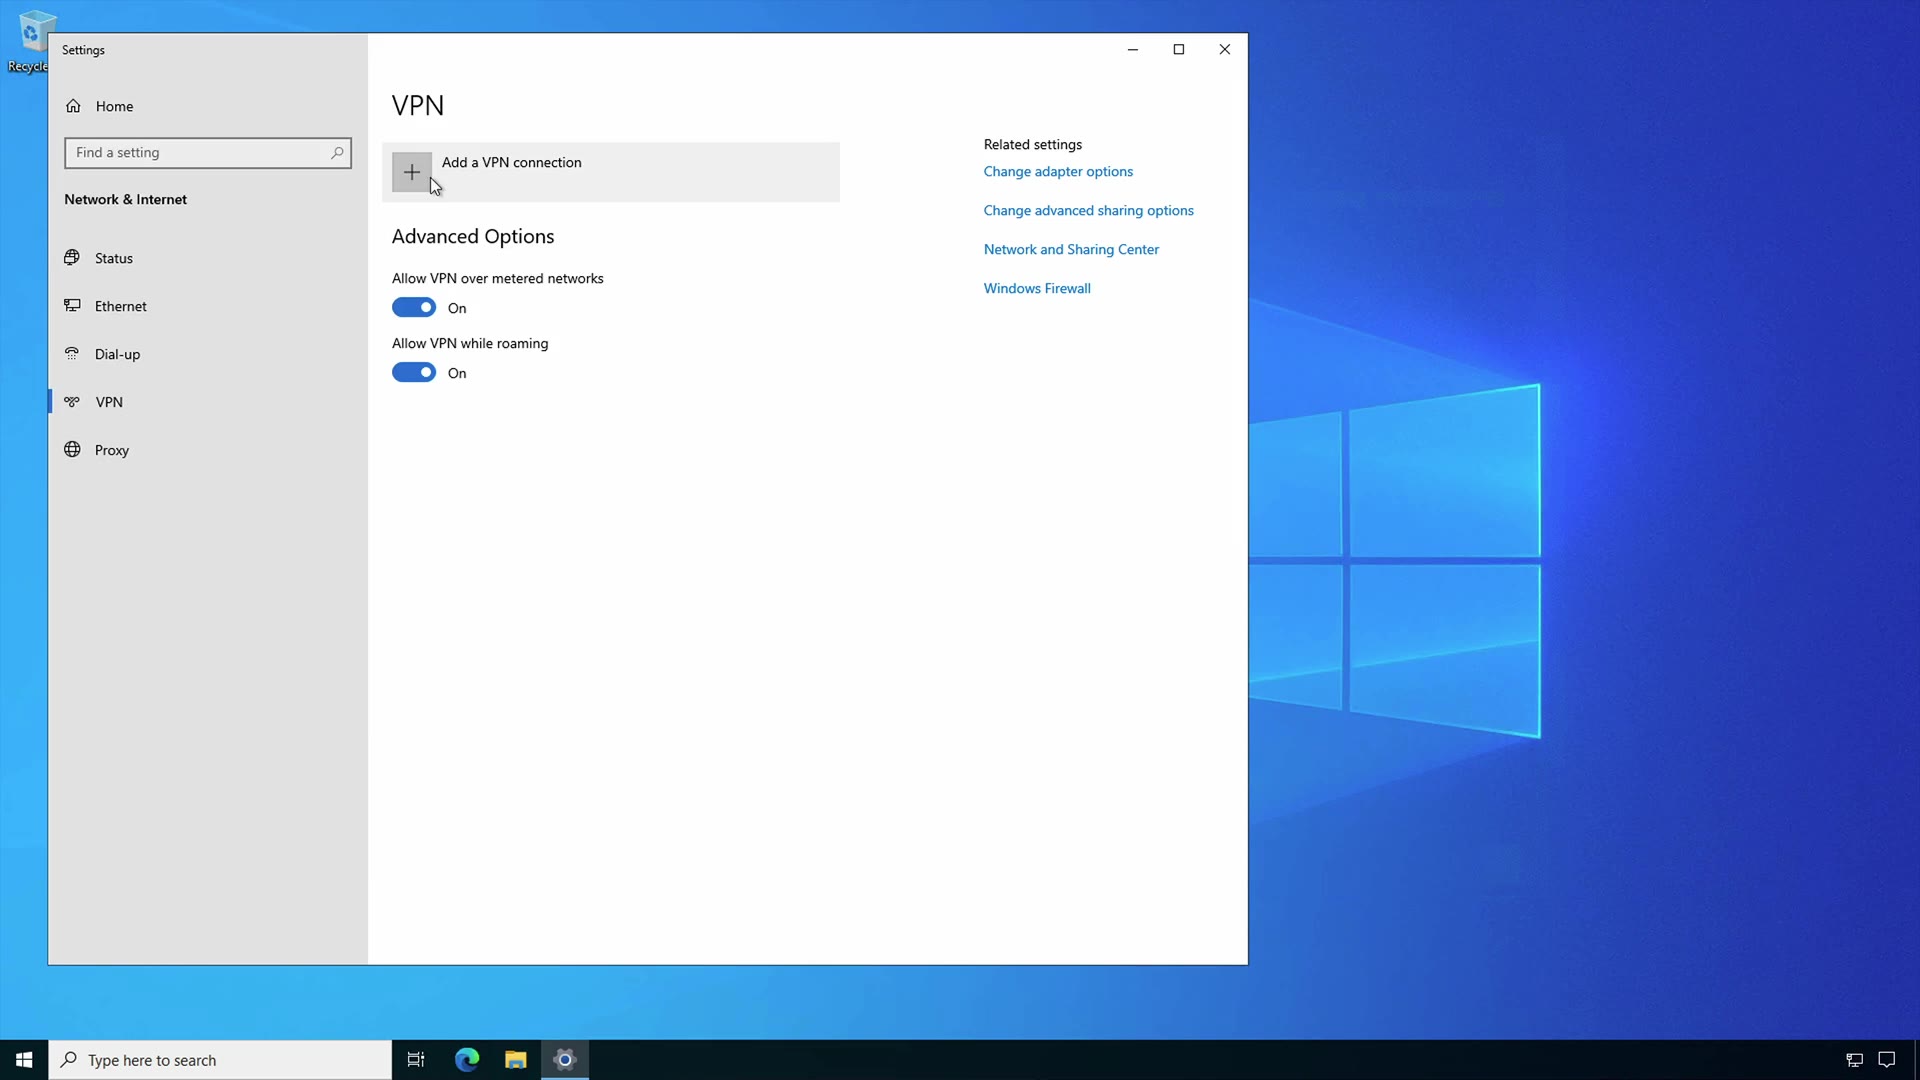 Recycle
Settings
Home
Find a setting
Network & Internet
Status
Ethernet
Dial-up
VPN
Proxy
VPN
Add a VPN connection
Advanced Options
Allow VPN over metered networks
On
Allow VPN while roaming
On
Related settings
Change adapter options
Change advanced sharing options
Network and Sharing Center
Windows Firewall
Type here to search